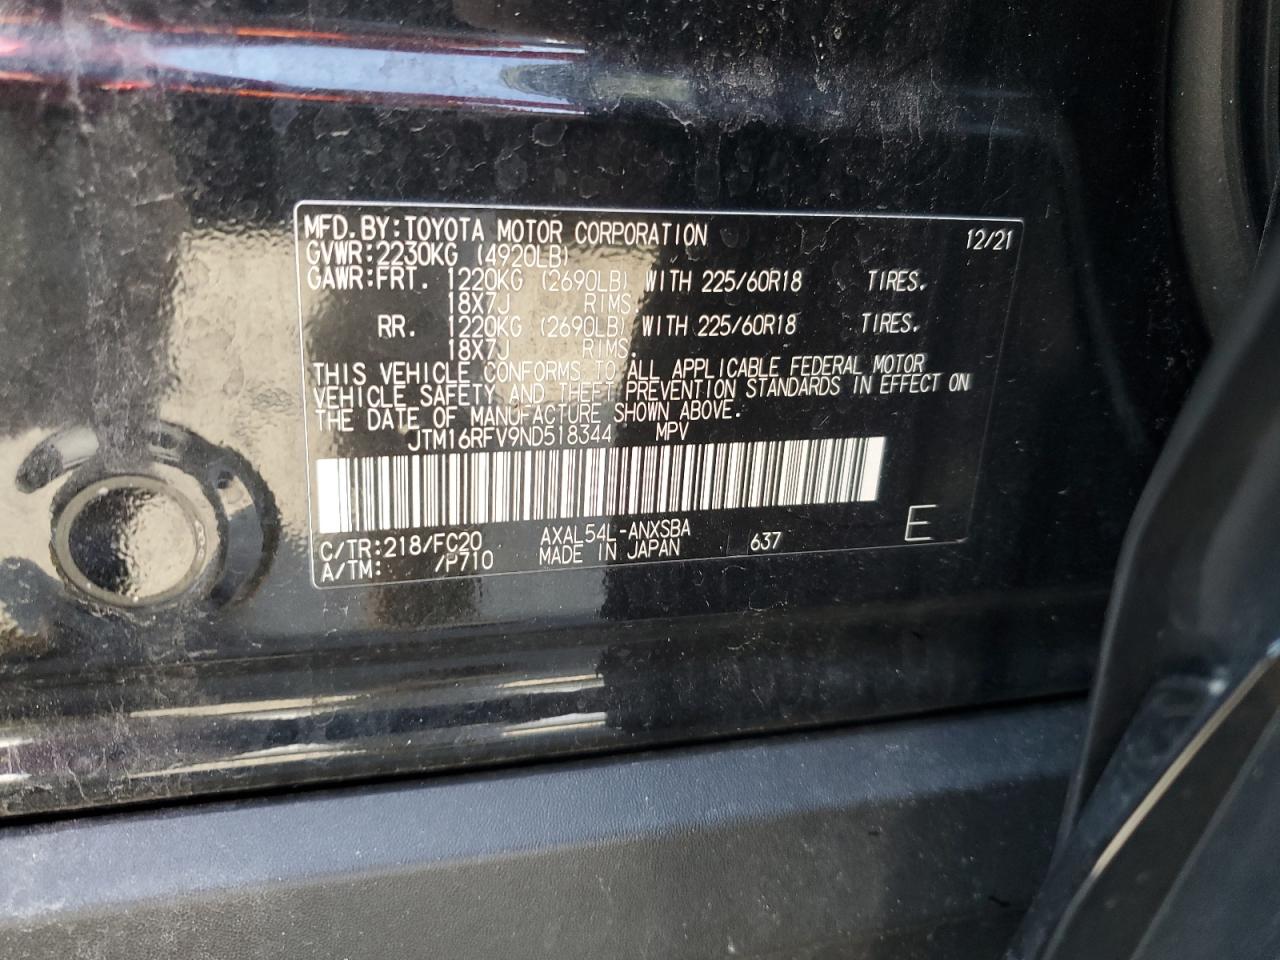 MFD.BY:TOYOTA MOTOR CORPORATION 12/21
GVWR:2230KG (4920LB)
GAWR:FRT. 1220KG (2690LB) WITH 225/60R18 TIRES.
18X7J RIMS
RR. 1220KG (2690LB) WITH 225/60R18 TIRES.
18X7J RIMS.
THIS VEHICLE CONFORMS TO ALL APPLICABLE FEDERAL MOTOR
VEHICLE SAFETY AND THEFT PREVENTION STANDARDS IN EFFECT ON
THE DATE OF MANUFACTURE SHOWN ABOVE.
JTM16RFV9ND518344 MPV
C/TR:218/FC20 AXAL54L-ANXSBA 637 E
A/TM: /P710 MADE IN JAPAN